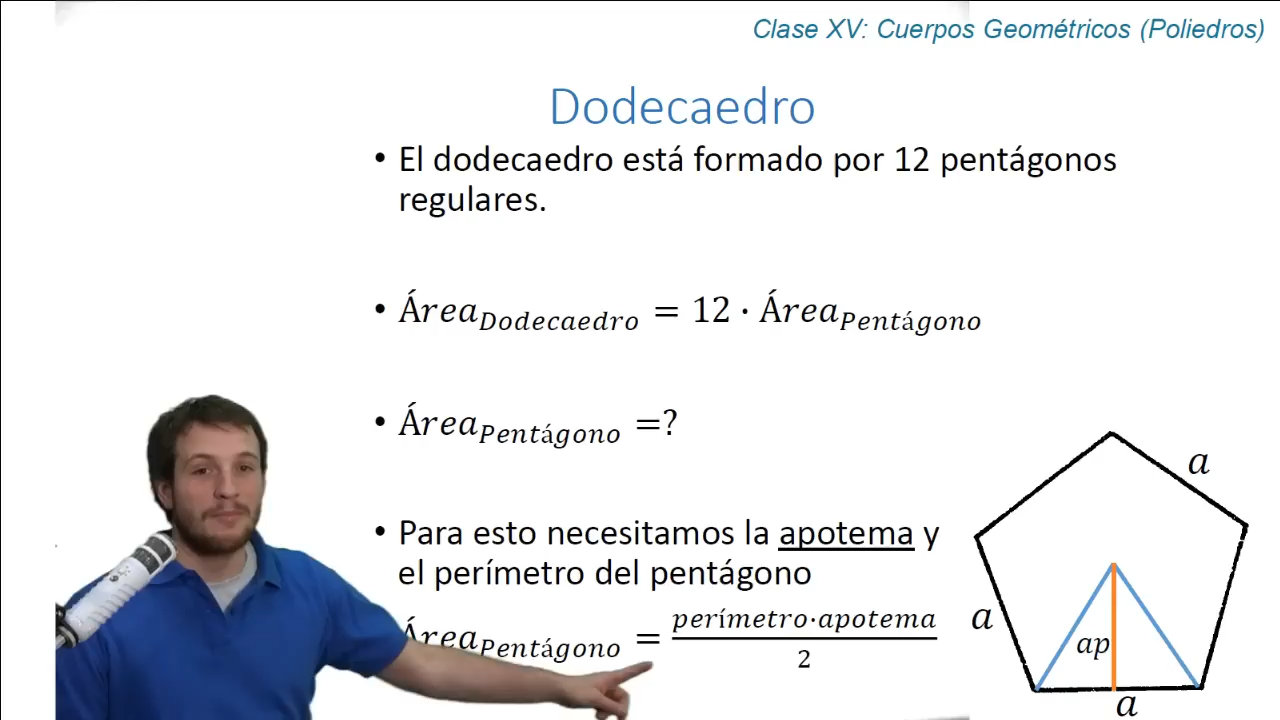 Clase XV: Cuerpos Geométricos (Poliedros)
Dodecaedro
• El dodecaedro está formado por 12 pentágonos
regulares.
• Área_Dodecaedro = 12 · Área_Pentágono
• Área_Pentágono =?
• Para esto necesitamos la apotema y
el perímetro del pentágono
Área_Pentágono = perímetro·apotema / 2
a
a
ap
a